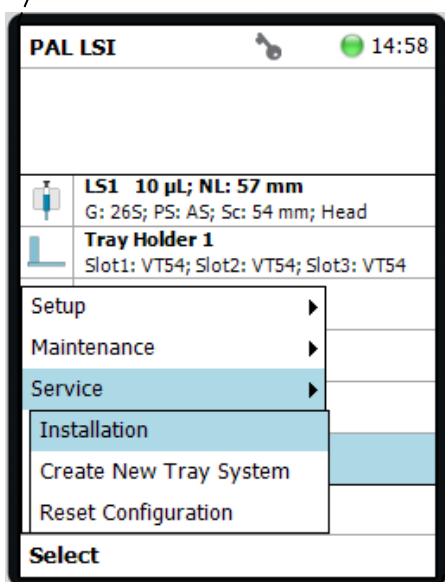 PAL LSI 14:58
LS1 10 µL; NL: 57 mm
G: 26S; PS: AS; Sc: 54 mm; Head
Tray Holder 1
Slot1: VT54; Slot2: VT54; Slot3: VT54
Setup
Maintenance
Service
Installation
Create New Tray System
Reset Configuration
Select